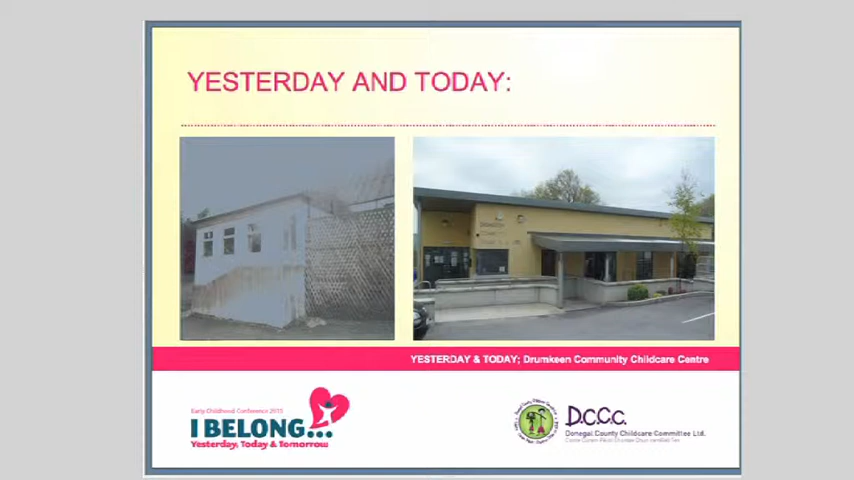 YESTERDAY AND TODAY:
YESTERDAY & TODAY; Drumkeen Community Childcare Centre
Early Childhood Conference 2015
I BELONG...
Yesterday, Today & Tomorrow
D.C.C.C.
Donegal County Childcare Committee Ltd.